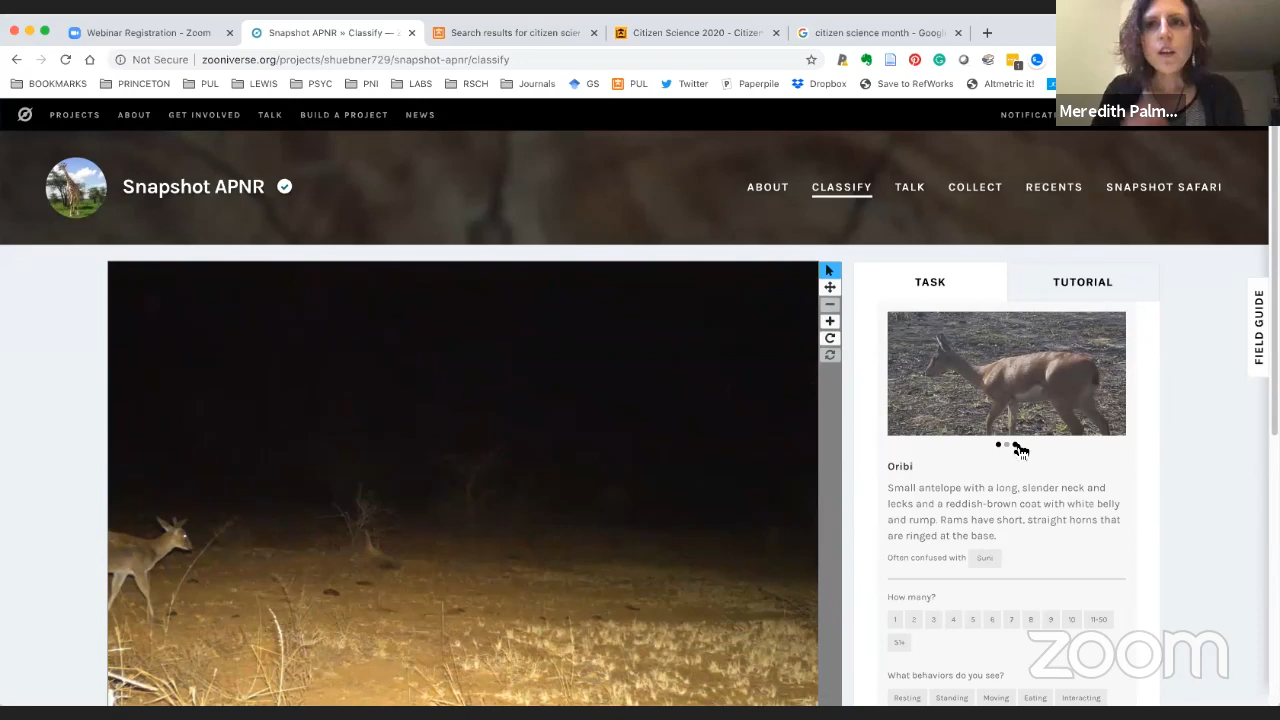 Webinar Registration - Zoom
Snapshot APNR » Classify —
Search results for citizen scien
Citizen Science 2020 - Citizen
citizen science month - Google
Not Secure
zooniverse.org/projects/shuebner729/snapshot-apnr/classify
BOOKMARKS PRINCETON PUL LEWIS PSYC PNI LABS RSCH Journals GS PUL Twitter Paperpile Dropbox Save to RefWorks Altmetric it!
Meredith Palm...
PROJECTS ABOUT GET INVOLVED TALK BUILD A PROJECT NEWS NOTIFICATI
Snapshot APNR
ABOUT CLASSIFY TALK COLLECT RECENTS SNAPSHOT SAFARI
TASK TUTORIAL
FIELD GUIDE
Oribi
Small antelope with a long, slender neck and
lecks and a reddish-brown coat with white belly
and rump. Rams have short, straight horns that
are ringed at the base.
Often confused with
How many?
1 2 3 4 5 6 7 8 9 10 11-50
51+
What behaviors do you see?
Resting Standing Moving Eating Interacting
zoom